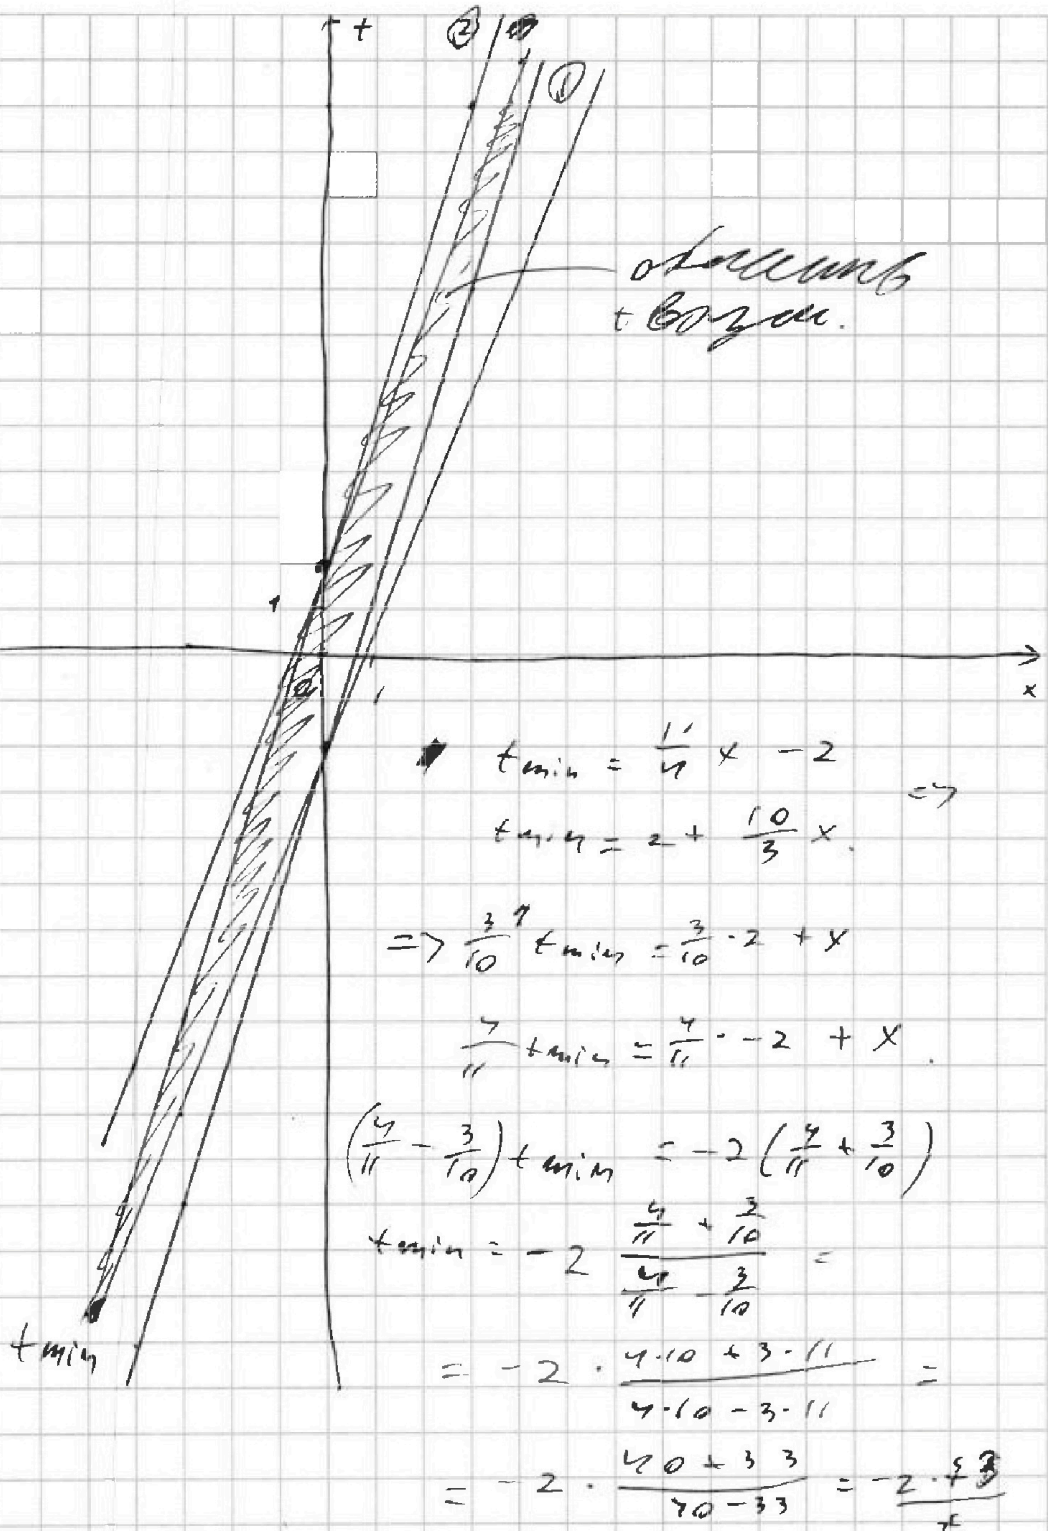 t ② ①
область
t возм.
1
0 1 x
t min = 11/4 x - 2
=>
t min = 2 + 10/3 x.
=> 3/10 t min = 3/10 · 2 + x
4/11 t min = 4/11 · -2 + x.
(4/11 - 3/10) t min = -2 (4/11 + 3/10)
t min = -2 (4/11 + 3/10)/(4/11 - 3/10) =
t min
= -2 · (4·10 + 3·11)/(4·10 - 3·11) =
= -2 · (40 + 33)/(40 - 33) = -2 · 73/7